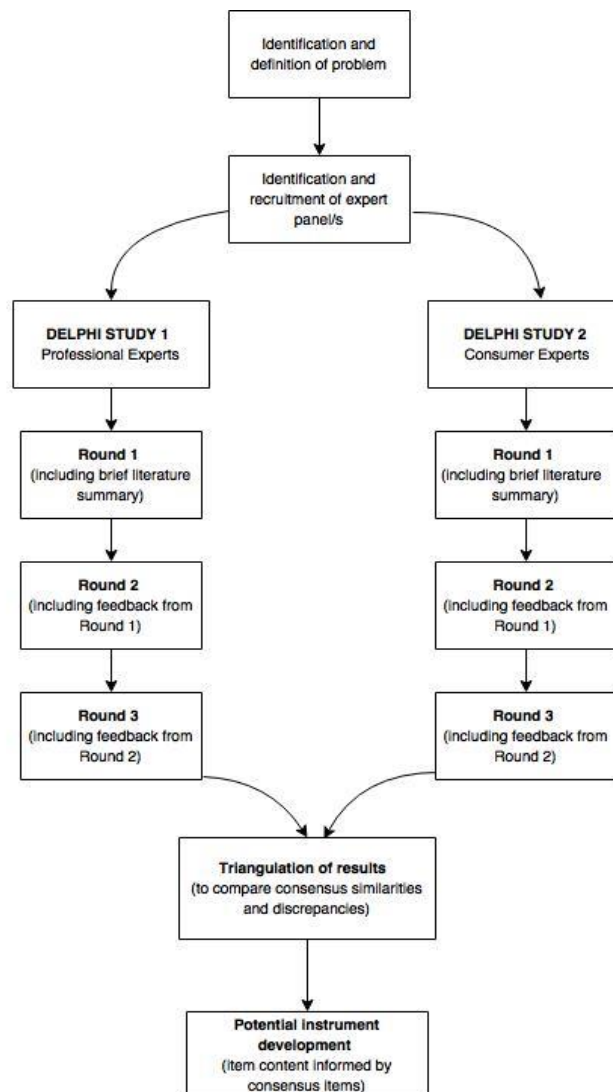 Identification and
definition of problem
Identification and
recruitment of expert
panel/s
DELPHI STUDY 1
Professional Experts
DELPHI STUDY 2
Consumer Experts
Round 1
(including brief literature
summary)
Round 1
(including brief literature
summary)
Round 2
(including feedback from
Round 1)
Round 2
(including feedback from
Round 1)
Round 3
(including feedback from
Round 2)
Round 3
(including feedback from
Round 2)
Triangulation of results
(to compare consensus similarities
and discrepancies)
Potential instrument
development
(item content informed by
consensus items)